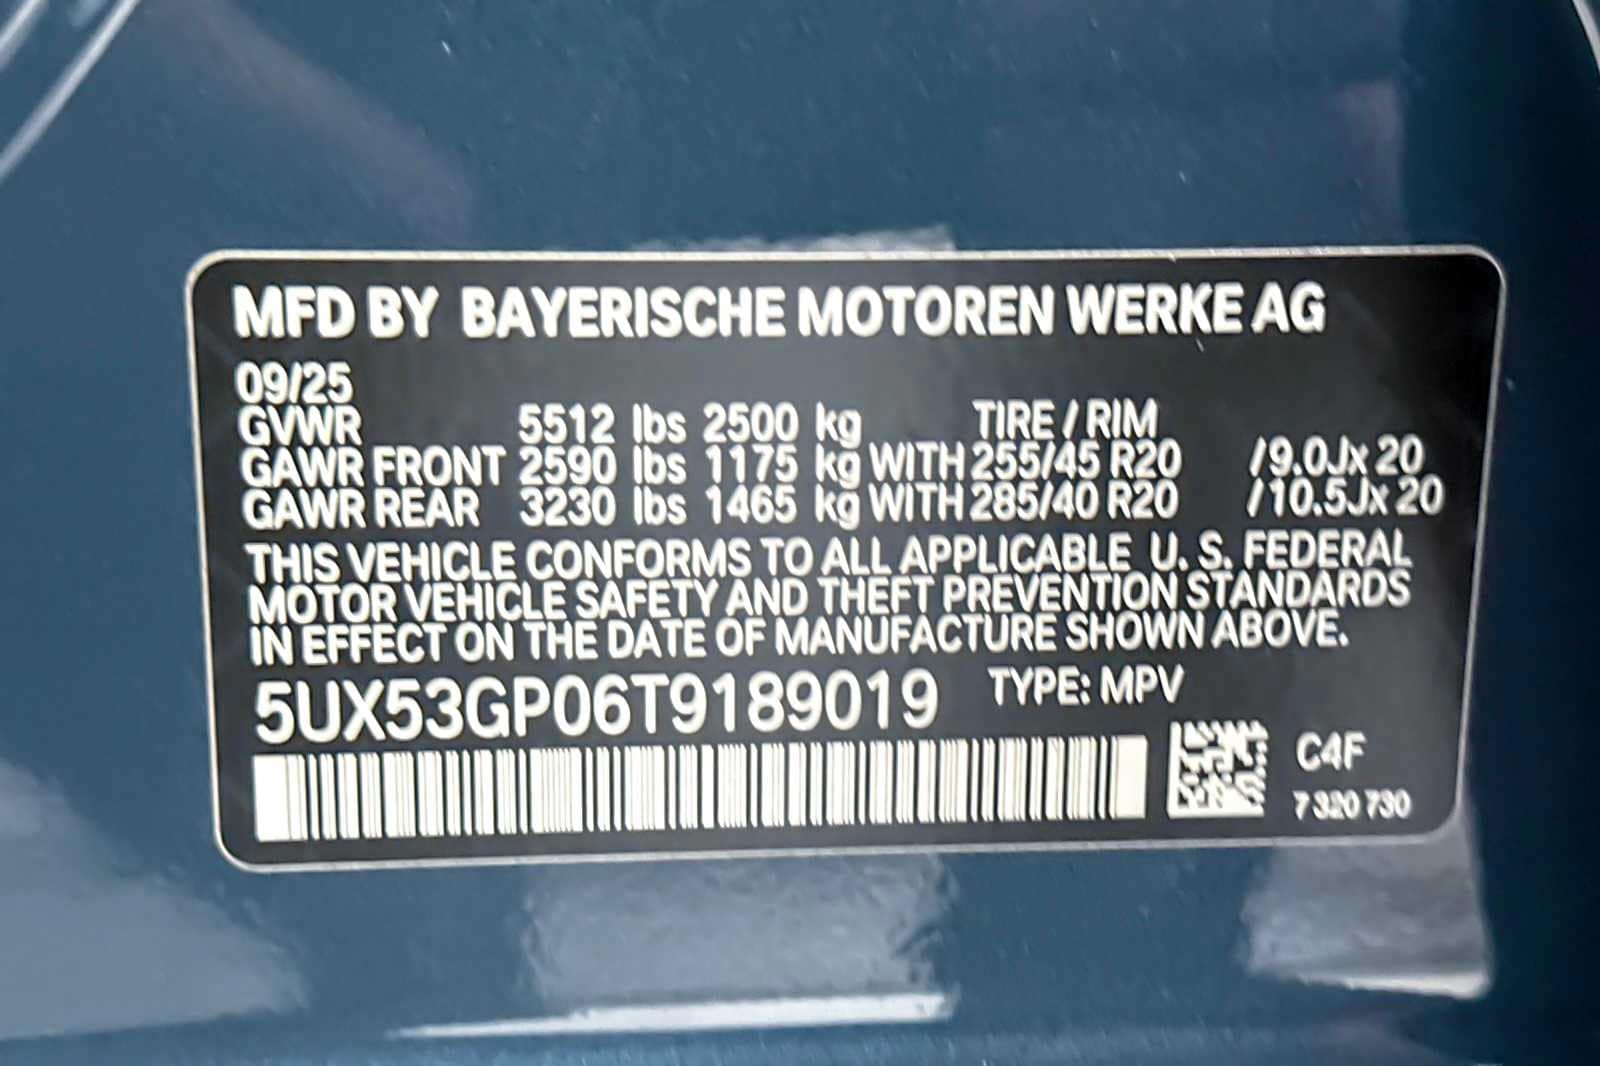 MFD BY BAYERISCHE MOTOREN WERKE AG
09/25
GVWR 5512 lbs 2500 kg TIRE / RIM
GAWR FRONT 2590 lbs 1175 kg WITH 255/45 R20 /9.0Jx 20
GAWR REAR 3230 lbs 1465 kg WITH 285/40 R20 /10.5Jx 20
THIS VEHICLE CONFORMS TO ALL APPLICABLE U. S. FEDERAL
MOTOR VEHICLE SAFETY AND THEFT PREVENTION STANDARDS
IN EFFECT ON THE DATE OF MANUFACTURE SHOWN ABOVE.
5UX53GP06T9189019 TYPE: MPV
C4F
7 320 730